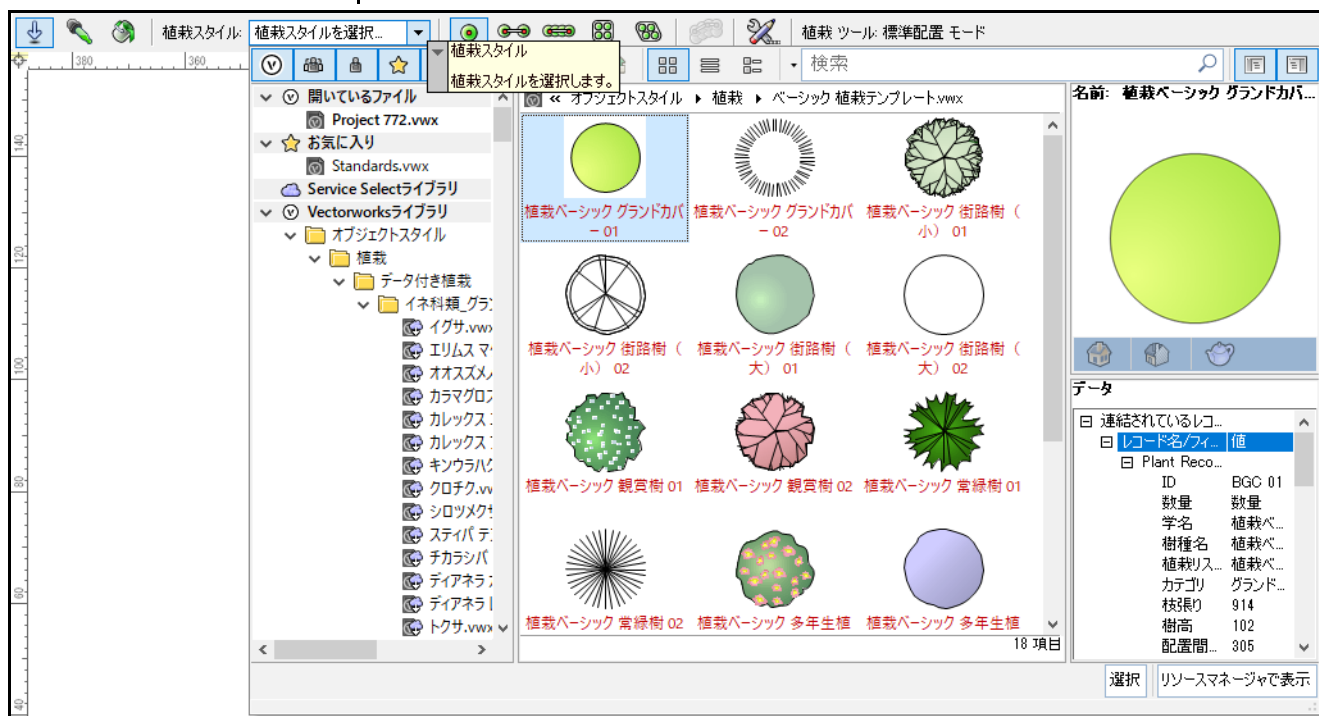 植栽スタイル: 植栽スタイルを選択... 植栽 ツール: 標準配置 モード
380 360
植栽スタイル
植栽スタイルを選択します。
検索
140
120
100
80
60
40
開いているファイル
Project 772.vwx
お気に入り
Standards.vwx
Service Selectライブラリ
Vectorworksライブラリ
オブジェクトスタイル
植栽
データ付き植栽
イネ科類_グラン
イグサ.vwx
エリムス マ
オオスズメノ
カラマグロス
カレックス
カレックス
キンウラハク
クロチク.vw
シロツメクサ
スティパ テ
チカラシバ
ディアネラ
ディアネラ
トクサ.vwx
« オブジェクトスタイル 植栽 ベーシック 植栽テンプレート.vwx
植栽ベーシック グランドカバ
ー 01
植栽ベーシック グランドカバ
ー 02
植栽ベーシック 街路樹（
小） 01
植栽ベーシック 街路樹（
小） 02
植栽ベーシック 街路樹（
大） 01
植栽ベーシック 街路樹（
大） 02
植栽ベーシック 観賞樹 01
植栽ベーシック 観賞樹 02
植栽ベーシック 常緑樹 01
植栽ベーシック 常緑樹 02
植栽ベーシック 多年生植
植栽ベーシック 多年生植
18 項目
名前: 植栽ベーシック グランドカバ...
データ
連結されているレコ...
レコード名/フィ... 値
Plant Reco...
ID BGC 01
数量 数量
学名 植栽ベ...
樹種名 植栽ベ...
植栽リス... 植栽ベ...
カテゴリ グランド...
枝張り 914
樹高 102
配置間... 305
選択 リソースマネージャで表示